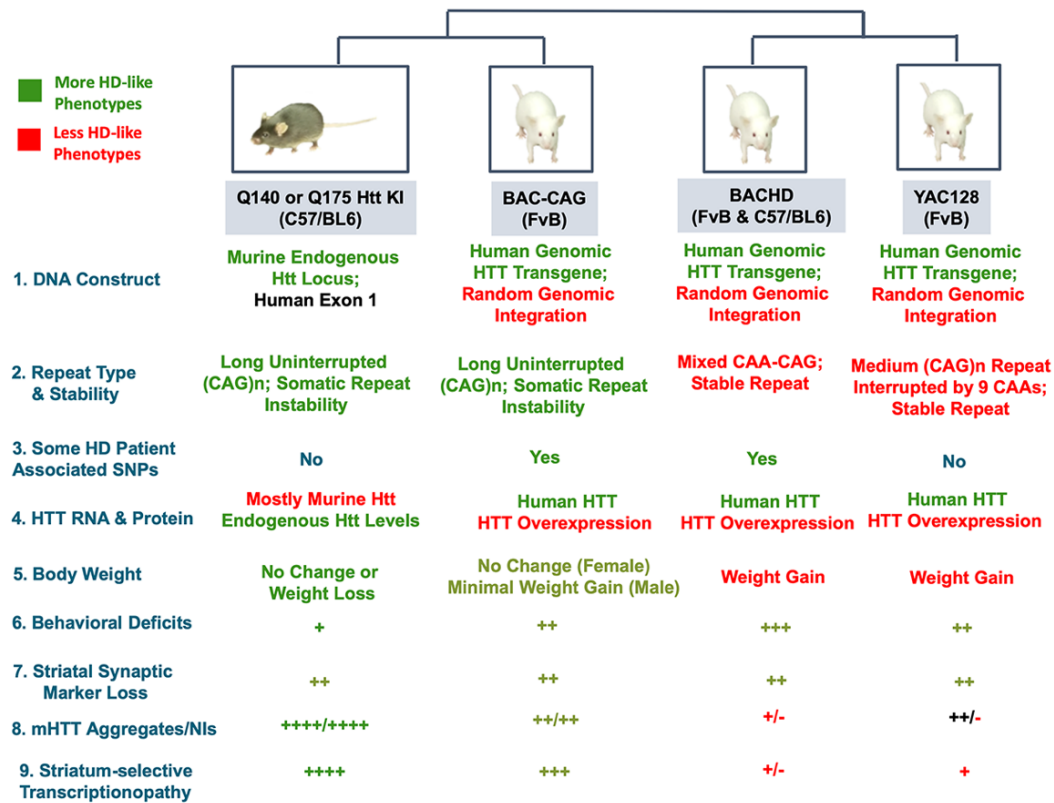 More HD-like
Phenotypes
Less HD-like
Phenotypes
Q140 or Q175 Htt KI
(C57/BL6)
BAC-CAG
(FvB)
BACHD
(FvB & C57/BL6)
YAC128
(FvB)
1. DNA Construct
Murine Endogenous
Htt Locus;
Human Exon 1
Human Genomic
HTT Transgene;
Random Genomic
Integration
Human Genomic
HTT Transgene;
Random Genomic
Integration
Human Genomic
HTT Transgene;
Random Genomic
Integration
2. Repeat Type
& Stability
Long Uninterrupted
(CAG)n; Somatic Repeat
Instability
Long Uninterrupted
(CAG)n; Somatic Repeat
Instability
Mixed CAA-CAG;
Stable Repeat
Medium (CAG)n Repeat
Interrupted by 9 CAAs;
Stable Repeat
3. Some HD Patient
Associated SNPs
No
Yes
Yes
No
4. HTT RNA & Protein
Mostly Murine Htt
Endogenous Htt Levels
Human HTT
HTT Overexpression
Human HTT
HTT Overexpression
Human HTT
HTT Overexpression
5. Body Weight
No Change or
Weight Loss
No Change (Female)
Minimal Weight Gain (Male)
Weight Gain
Weight Gain
6. Behavioral Deficits
+
++
+++
++
7. Striatal Synaptic
Marker Loss
++
++
++
++
8. mHTT Aggregates/NIs
++++/++++
++/++
+/-
++/-
9. Striatum-selective
Transcriptionopathy
++++
+++
+/-
+